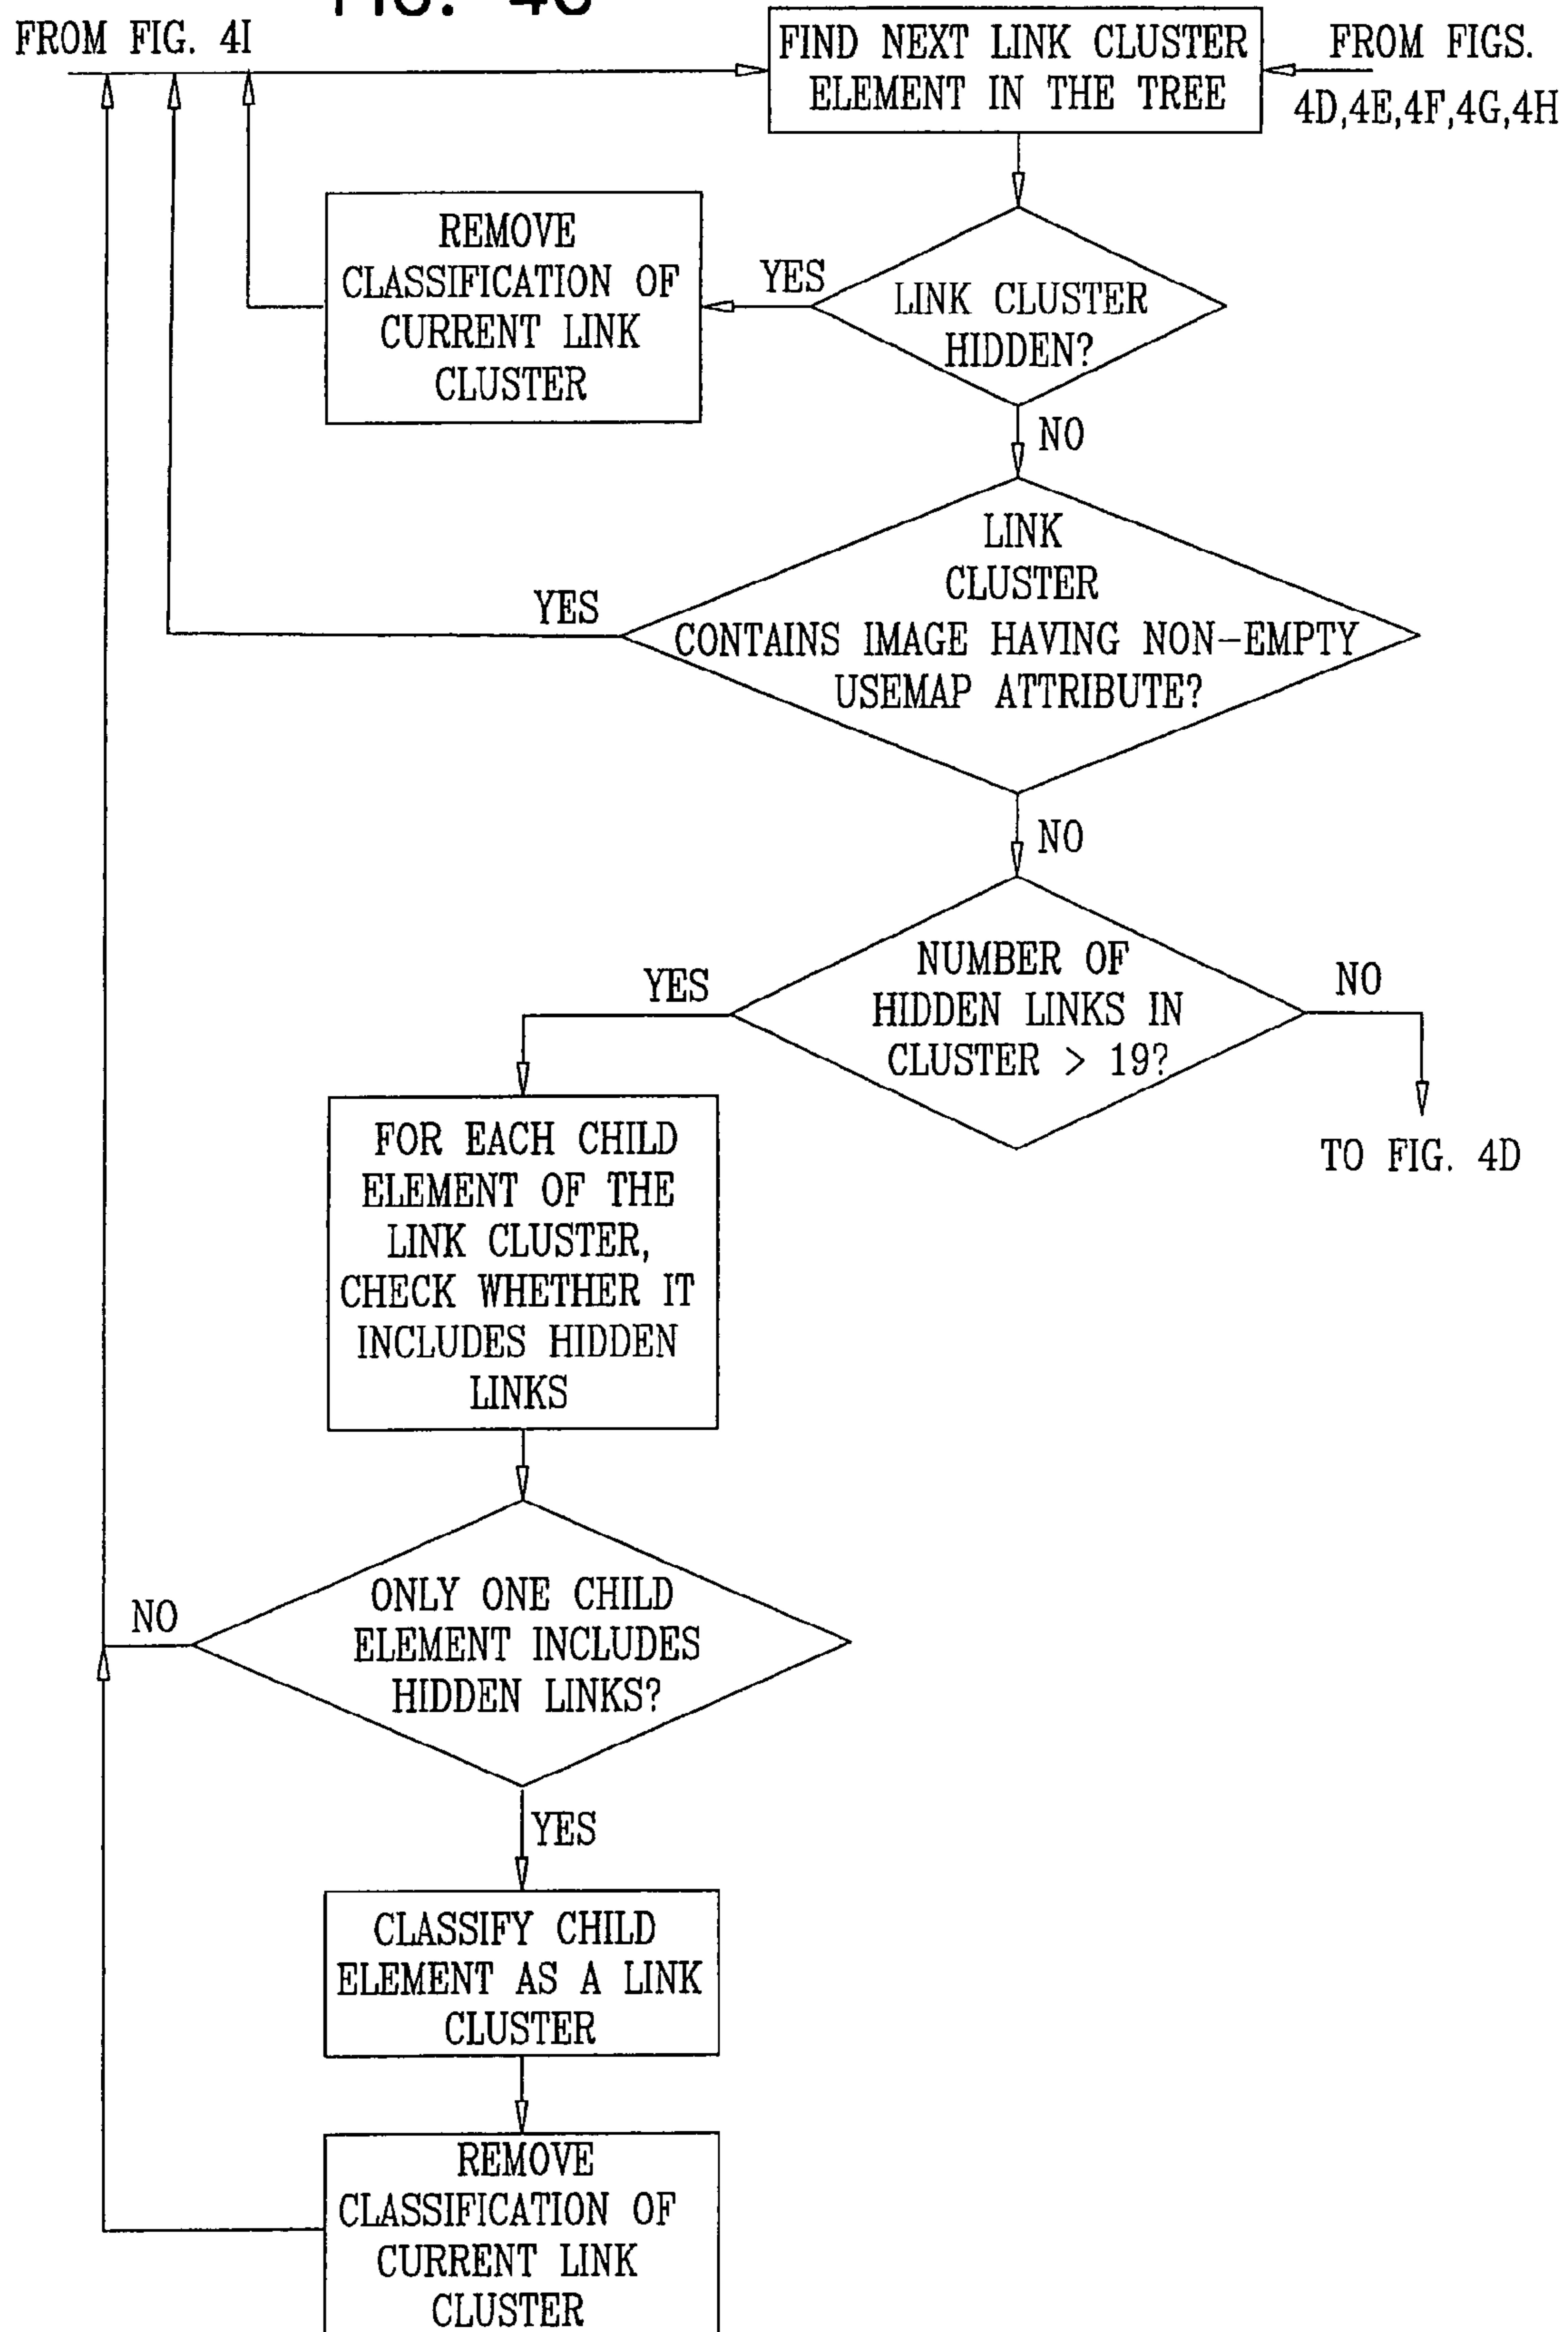 FIG. 4C
FROM FIG. 4I
FIND NEXT LINK CLUSTER
ELEMENT IN THE TREE
FROM FIGS.
4D,4E,4F,4G,4H
REMOVE
CLASSIFICATION OF
CURRENT LINK
CLUSTER
YES
LINK CLUSTER
HIDDEN?
NO
LINK
CLUSTER
CONTAINS IMAGE HAVING NON-EMPTY
USEMAP ATTRIBUTE?
YES
NO
NUMBER OF
HIDDEN LINKS IN
CLUSTER > 19?
YES
NO
TO FIG. 4D
FOR EACH CHILD
ELEMENT OF THE
LINK CLUSTER,
CHECK WHETHER IT
INCLUDES HIDDEN
LINKS
ONLY ONE CHILD
ELEMENT INCLUDES
HIDDEN LINKS?
NO
YES
CLASSIFY CHILD
ELEMENT AS A LINK
CLUSTER
REMOVE
CLASSIFICATION OF
CURRENT LINK
CLUSTER